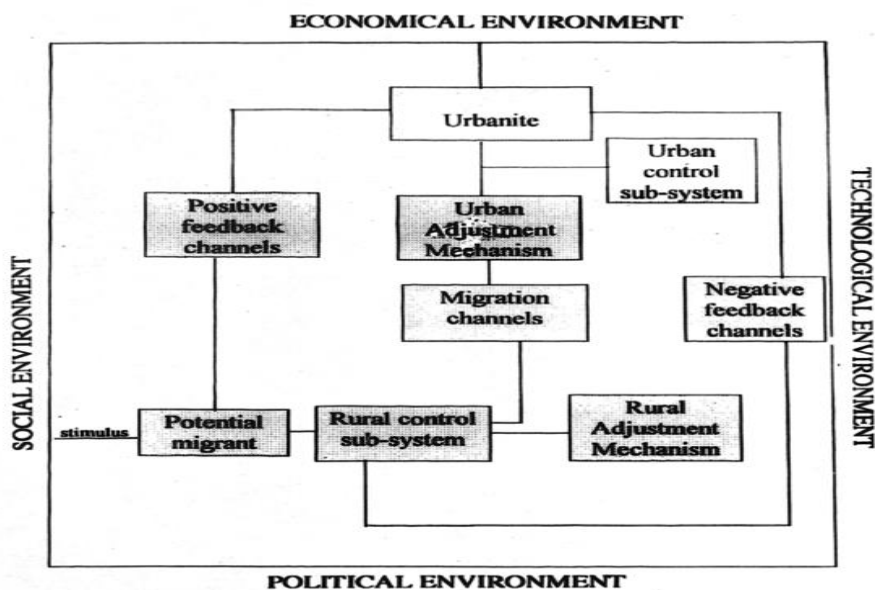 ECONOMICAL ENVIRONMENT
Urbanite
Urban
control
sub-system
Positive
feedback
channels
Urban
Adjustment
Mechanism
Migration
channels
Negative
feedback
channels
SOCIAL ENVIRONMENT
TECHNOLOGICAL ENVIRONMENT
stimulus
Potential
migrant
Rural control
sub-system
Rural
Adjustment
Mechanism
POLITICAL ENVIRONMENT